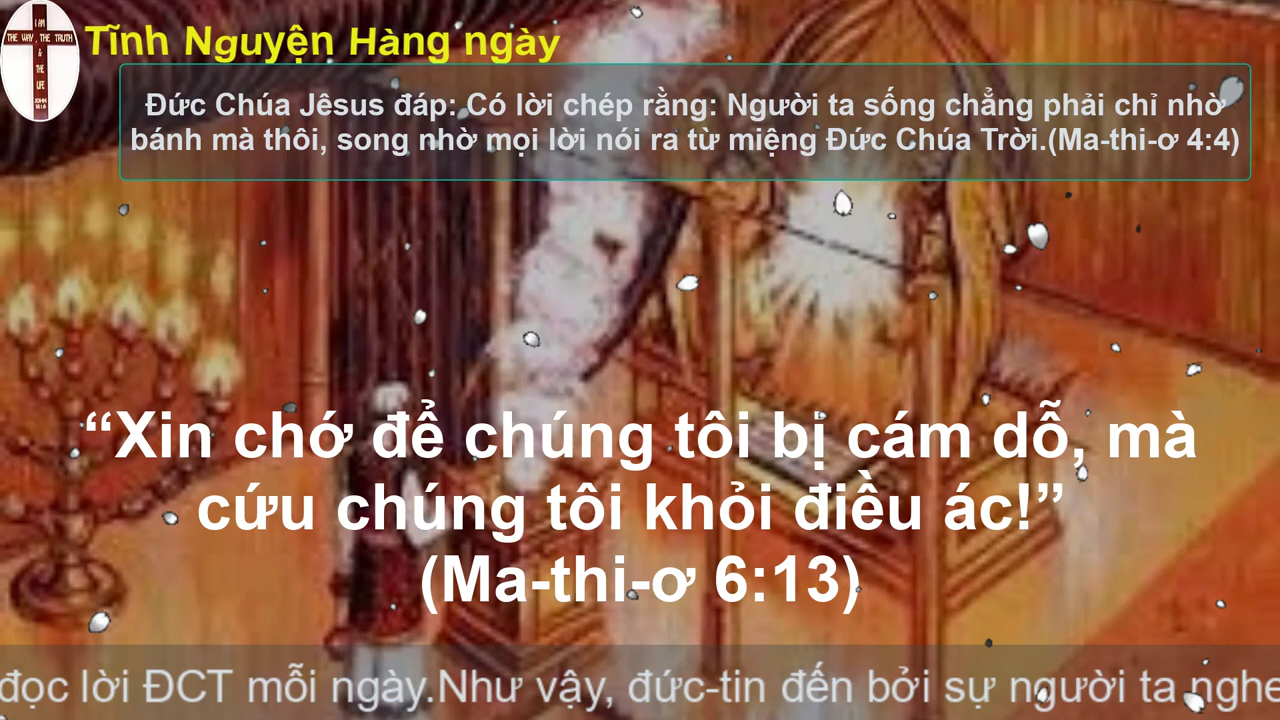 I AM
THE WAY, THE TRUTH
&
THE
LIFE
JOHN
14:6
Tĩnh Nguyện Hàng ngày
Đức Chúa Jêsus đáp: Có lời chép rằng: Người ta sống chẳng phải chỉ nhờ
bánh mà thôi, song nhờ mọi lời nói ra từ miệng Đức Chúa Trời.(Ma-thi-ơ 4:4)
“Xin chớ để chúng tôi bị cám dỗ, mà
cứu chúng tôi khỏi điều ác!”
(Ma-thi-ơ 6:13)
đọc lời ĐCT mỗi ngày.Như vậy, đức-tin đến bởi sự người ta nghe